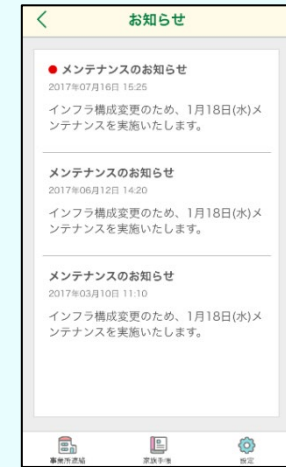 お知らせ
メンテナンスのお知らせ
2017年07月16日 15:25
インフラ構成変更のため、1月18日(水)メ
ンテナンスを実施いたします。
メンテナンスのお知らせ
2017年06月12日 14:20
インフラ構成変更のため、1月18日(水)メ
ンテナンスを実施いたします。
メンテナンスのお知らせ
2017年03月10日 11:10
インフラ構成変更のため、1月18日(水)メ
ンテナンスを実施いたします。
事業所連絡
家族手帳
設定